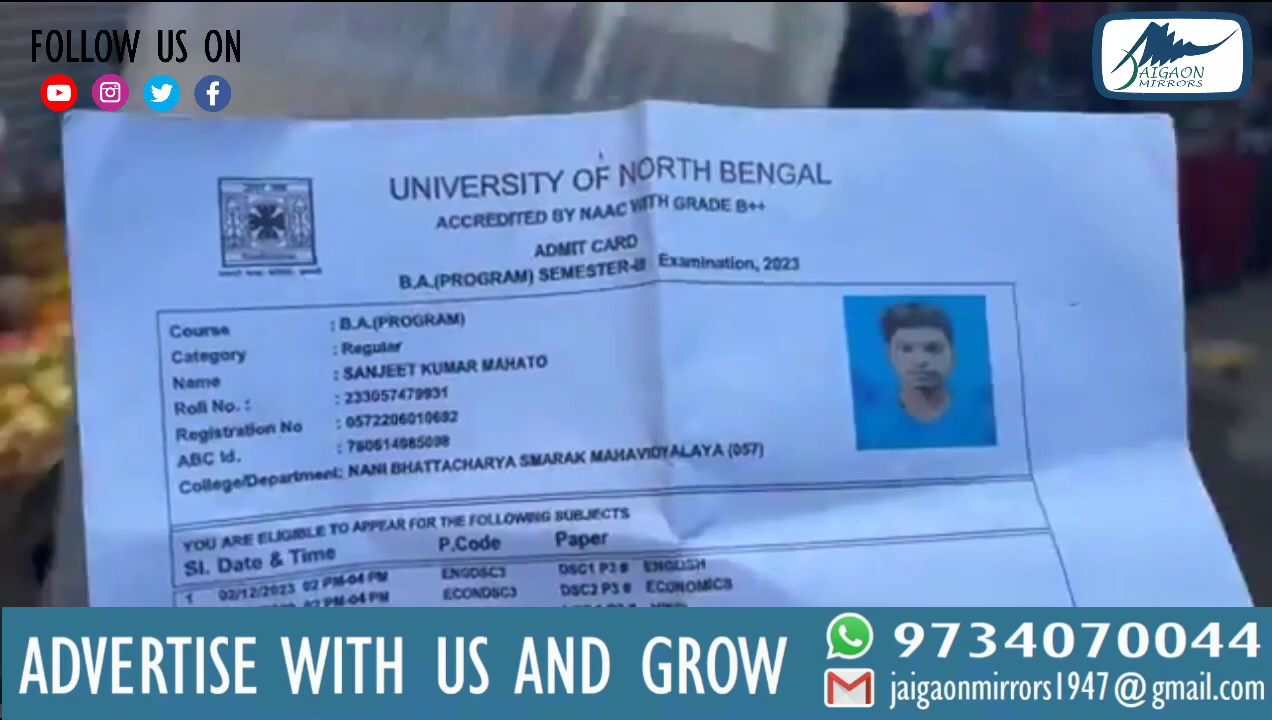 FOLLOW US ON
JAIGAON
MIRRORS
UNIVERSITY OF NORTH BENGAL
ACCREDITED BY NAAC WITH GRADE B++
ADMIT CARD
B.A.(PROGRAM) SEMESTER-III Examination, 2023
Course : B.A.(PROGRAM)
Category : Regular
Name : SANJEET KUMAR MAHATO
Roll No. : : 233057479931
Registration No : 0572206010692
ABC Id. : 760614985098
College/Department: NANI BHATTACHARYA SMARAK MAHAVIDYALAYA (057)
YOU ARE ELIGIBLE TO APPEAR FOR THE FOLLOWING SUBJECTS
Sl. Date & Time P.Code Paper
1 02/12/2023 02 PM-04 PM ENGDSC3 DSC1 P3 # ENGLISH
02 PM-04 PM ECONDSC3 DSC2 P3 # ECONOMICS
ADVERTISE WITH US AND GROW
9734070044
jaigaonmirrors1947@gmail.com